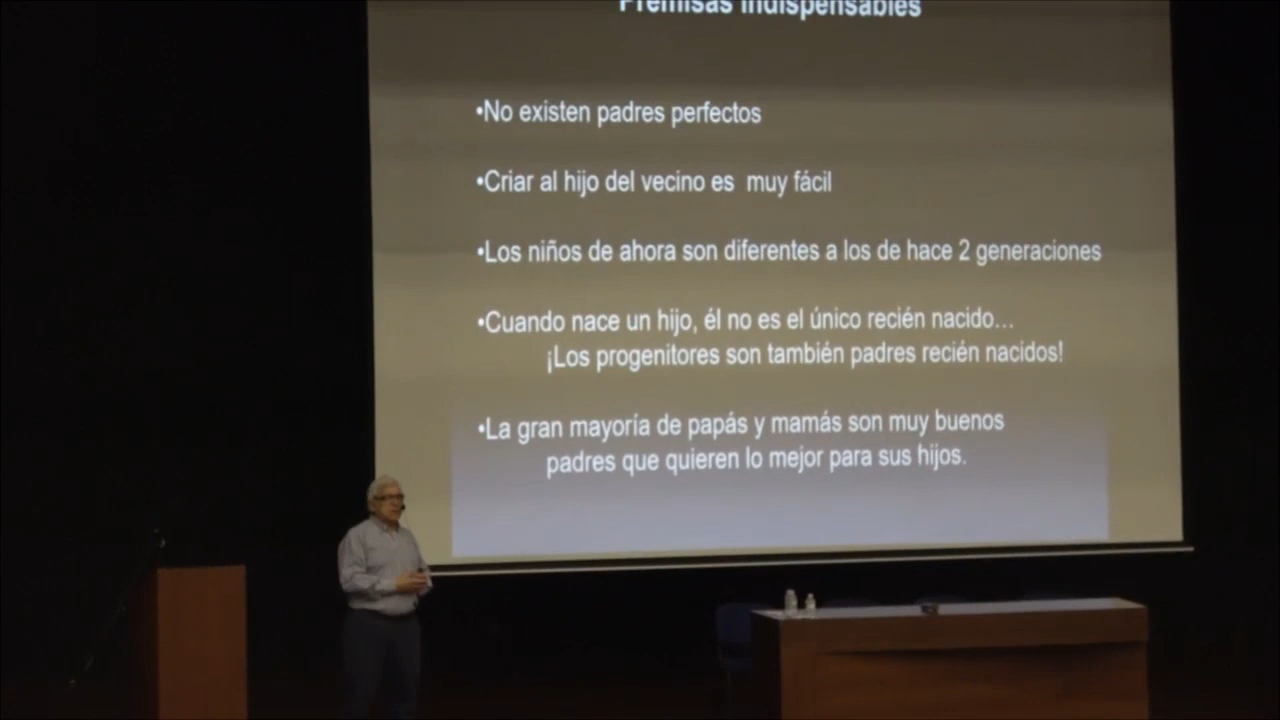 Premisas indispensables
•No existen padres perfectos
•Criar al hijo del vecino es muy fácil
•Los niños de ahora son diferentes a los de hace 2 generaciones
•Cuando nace un hijo, él no es el único recién nacido...
¡Los progenitores son también padres recién nacidos!
•La gran mayoría de papás y mamás son muy buenos
padres que quieren lo mejor para sus hijos.